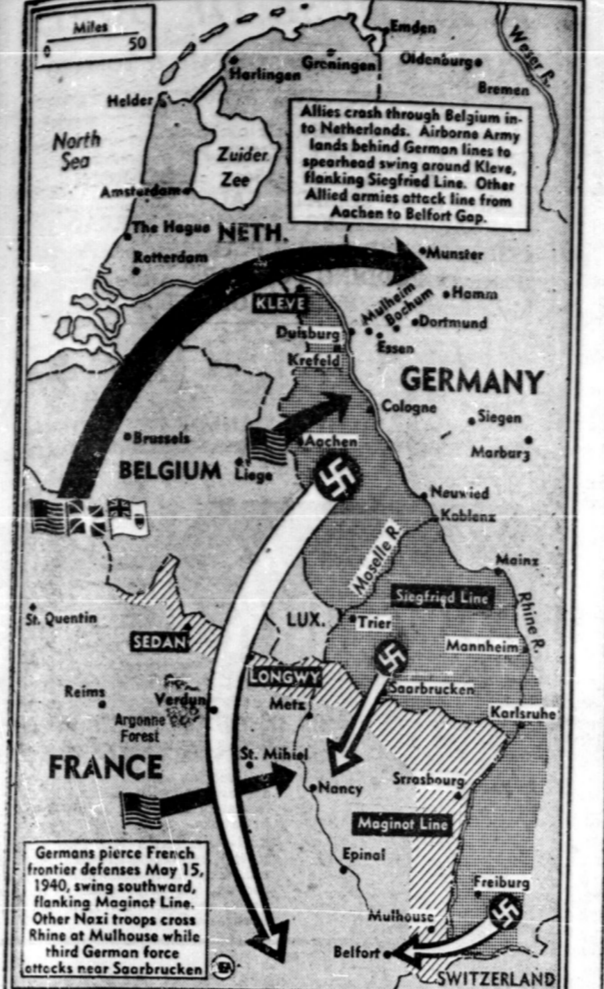 Miles
0 50
Emden
Weser R.
Groningen
Oldenburg
Harlingen
Bremen
Helder
Allies crash through Belgium in-
to Netherlands. Airborne Army
lands behind German lines to
spearhead swing around Kleve,
flanking Siegfried Line. Other
Allied armies attack line from
Aachen to Belfort Gap.
North
Sea
Zuider
Zee
Amsterdam
The Hague
NETH.
Rotterdam
Munster
KLEVE
Mulheim
Bochum
Hamm
Duisburg
Dortmund
Essen
Krefeld
GERMANY
Cologne
Siegen
Brussels
Aachen
Marburg
BELGIUM
Liege
Neuwied
Koblenz
Moselle R.
Mainz
Siegfried Line
Rhine R.
St. Quentin
LUX.
Trier
SEDAN
Mannheim
LONGWY
Saarbrucken
Reims
Verdun
Metz
Karlsruhe
Argonne
Forest
St. Mihiel
FRANCE
Nancy
Strasbourg
Maginot Line
Germans pierce French
frontier defenses May 15,
1940, swing southward,
flanking Maginot Line.
Other Nazi troops cross
Rhine at Mulhouse while
third German force
attacks near Saarbrucken
NEA
Epinal
Freiburg
Mulhouse
Belfort
SWITZERLAND